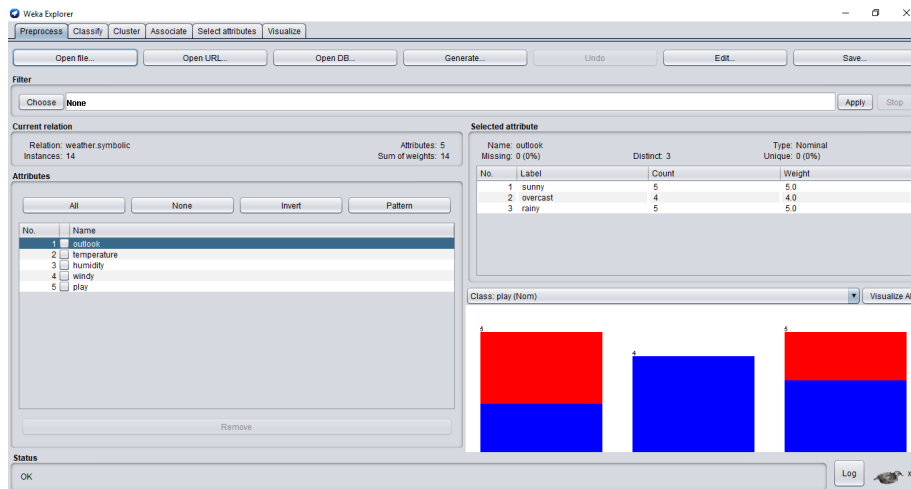 Weka Explorer
Preprocess Classify Cluster Associate Select attributes Visualize
Open file... Open URL... Open DB... Generate... Undo Edit... Save...
Filter
Choose None Apply Stop
Current relation
Relation: weather.symbolic Attributes: 5
Instances: 14 Sum of weights: 14
Attributes
All None Invert Pattern
No. Name
1 outlook
2 temperature
3 humidity
4 windy
5 play
Remove
Selected attribute
Name: outlook Type: Nominal
Missing: 0 (0%) Distinct: 3 Unique: 0 (0%)
No. Label Count Weight
1 sunny 5 5.0
2 overcast 4 4.0
3 rainy 5 5.0
Class: play (Nom) Visualize Al
5 4 5
Status
OK Log x